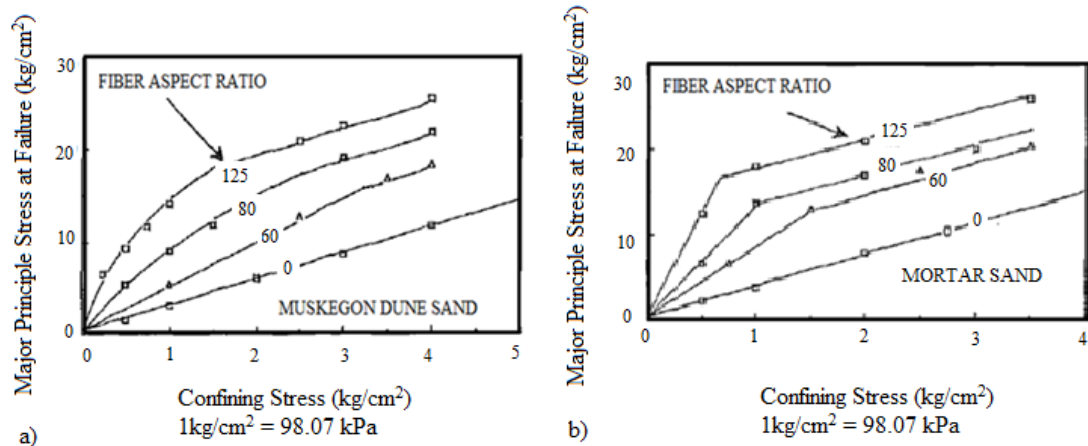 Major Principle Stress at Failure (kg/cm²)
30
20
10
0
FIBER ASPECT RATIO
125
80
60
0
MUSKEGON DUNE SAND
0 1 2 3 4 5
Confining Stress (kg/cm²)
1kg/cm² = 98.07 kPa
a)
Major Principle Stress at Failure (kg/cm²)
30
20
10
0
FIBER ASPECT RATIO
125
80
60
0
MORTAR SAND
0 1 2 3 4
Confining Stress (kg/cm²)
1kg/cm² = 98.07 kPa
b)